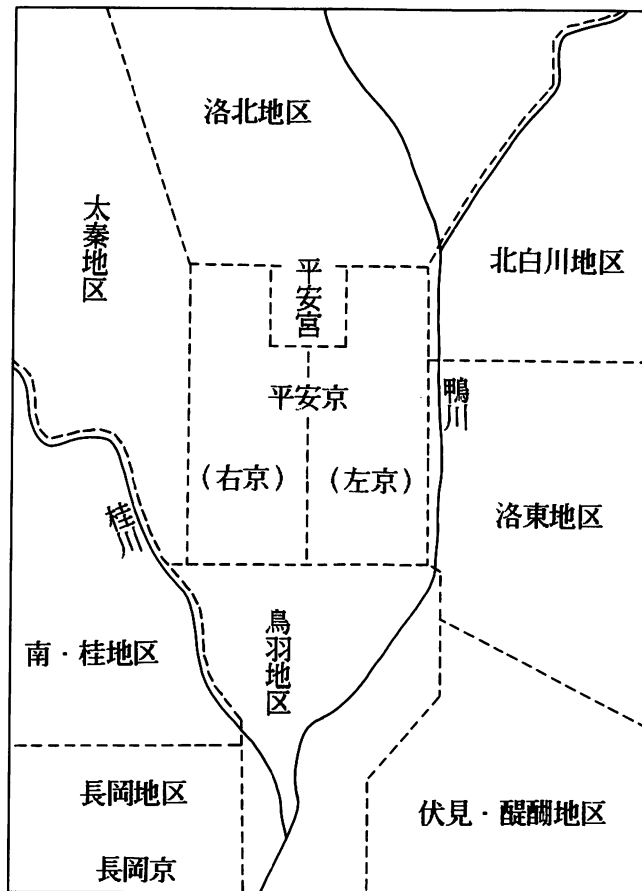 洛北地区
太秦地区
平安宮
北白川地区
平安京
鴨川
(右京)
(左京)
桂川
洛東地区
鳥羽地区
南・桂地区
長岡地区
伏見・醍醐地区
長岡京